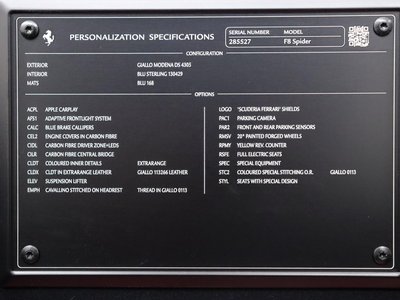 PERSONALIZATION SPECIFICATIONS
SERIAL NUMBER MODEL
285527 F8 Spider
CONFIGURATION
EXTERIOR GIALLO MODENA DS 4305
INTERIOR BLU STERLING 130429
MATS BLU 168
OPTIONS
ACPL APPLE CARPLAY
AFS1 ADAPTIVE FRONTLIGHT SYSTEM
CALC BLUE BRAKE CALLIPERS
CEL2 ENGINE COVERS IN CARBON FIBRE
CIDL CARBON FIBRE DRIVER ZONE+LEDS
CILR CARBON FIBRE CENTRAL BRIDGE
CLDT COLOURED INNER DETAILS EXTRARANGE
CLDX CLDT IN EXTRARANGE LEATHER GIALLO 113266 LEATHER
ELEV SUSPENSION LIFTER
EMPH CAVALLINO STITCHED ON HEADREST THREAD IN GIALLO 0113
LOGO "SCUDERIA FERRARI" SHIELDS
PAC1 PARKING CAMERA
PAR2 FRONT AND REAR PARKING SENSORS
RMSV 20" PAINTED FORGED WHEELS
RPMY YELLOW REV. COUNTER
RSFE FULL ELECTRIC SEATS
SPEC SPECIAL EQUIPMENT
STC2 COLOURED SPECIAL STITCHING O.R. GIALLO 0113
STYL SEATS WITH SPECIAL DESIGN